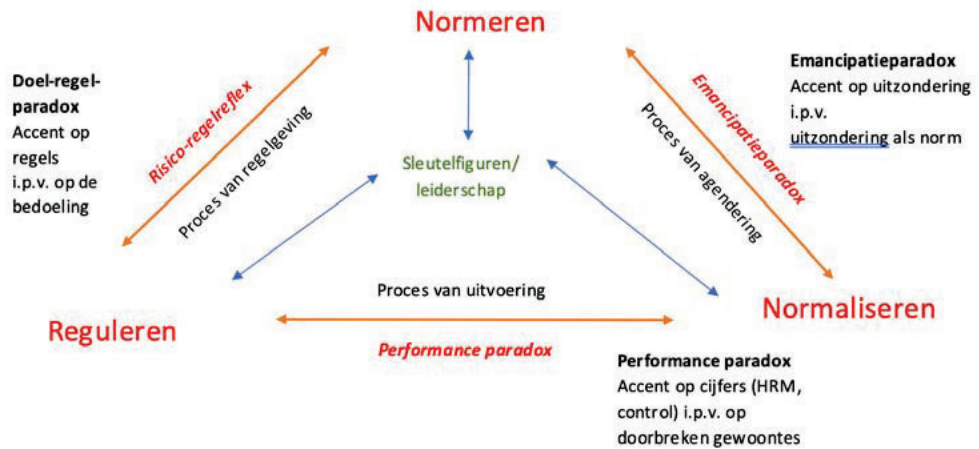 Normeren
Doel-regel-
paradox
Accent op
regels
i.p.v. op de
bedoeling
Risico-regelreflex
Proces van regelgeving
Sleutelfiguren/
leiderschap
Emancipatieparadox
Proces van agendering
Emancipatieparadox
Accent op uitzondering
i.p.v.
uitzondering als norm
Reguleren
Proces van uitvoering
Performance paradox
Normaliseren
Performance paradox
Accent op cijfers (HRM,
control) i.p.v. op
doorbreken gewoontes